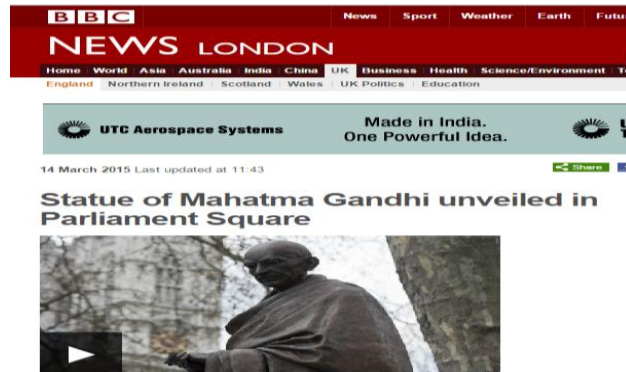 BBC News Sport Weather Earth
NEWS LONDON
Home World Asia Australia India China UK Business Health Science/Environment
England Northern Ireland Scotland Wales UK Politics Education
UTC Aerospace Systems
Made in India.
One Powerful Idea.
14 March 2015 Last updated at 11:43
Share
Statue of Mahatma Gandhi unveiled in
Parliament Square